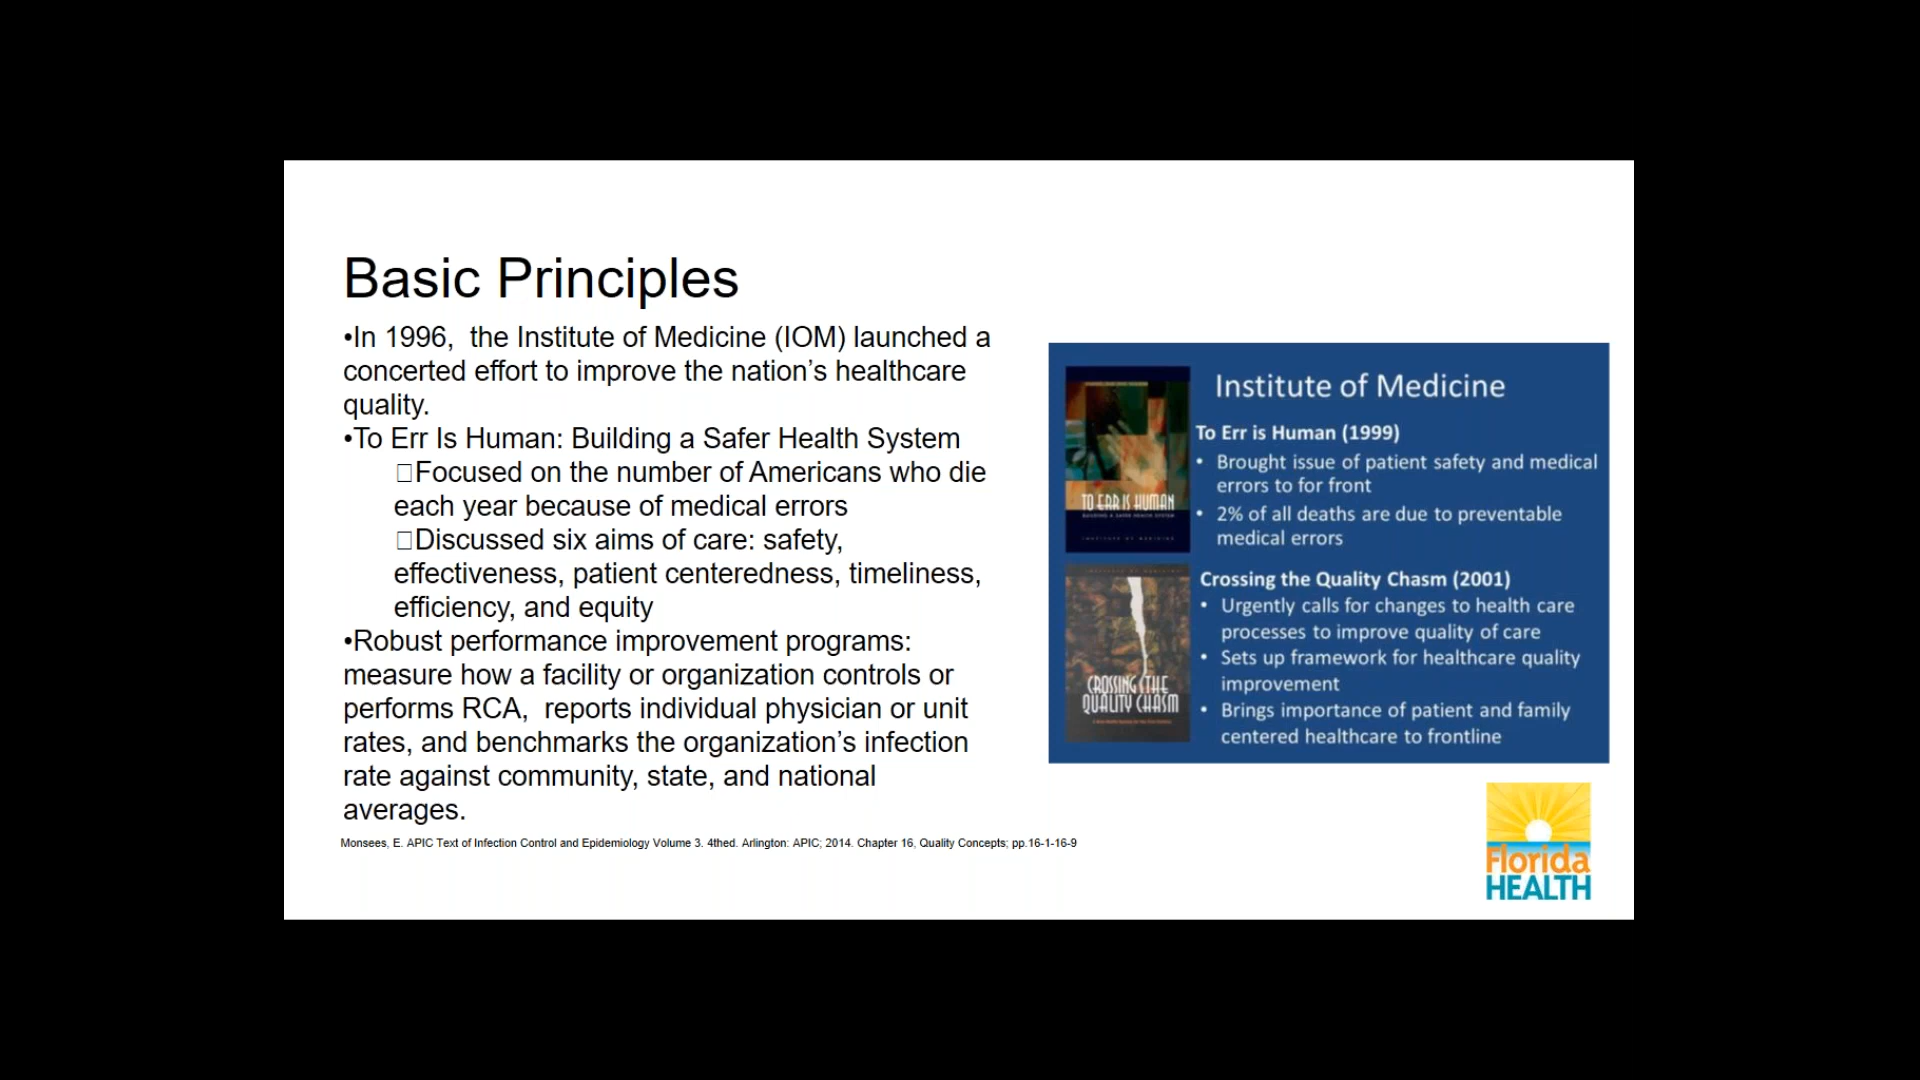 Basic Principles
•In 1996,  the Institute of Medicine (IOM) launched a
concerted effort to improve the nation’s healthcare
quality.
•To Err Is Human: Building a Safer Health System
□Focused on the number of Americans who die
each year because of medical errors
□Discussed six aims of care: safety,
effectiveness, patient centeredness, timeliness,
efficiency, and equity
•Robust performance improvement programs:
measure how a facility or organization controls or
performs RCA,  reports individual physician or unit
rates, and benchmarks the organization’s infection
rate against community, state, and national
averages.
Monsees, E. APIC Text of Infection Control and Epidemiology Volume 3. 4thed. Arlington: APIC; 2014. Chapter 16, Quality Concepts; pp.16-1-16-9
Institute of Medicine
To Err is Human (1999)
• Brought issue of patient safety and medical
errors to for front
• 2% of all deaths are due to preventable
medical errors
Crossing the Quality Chasm (2001)
• Urgently calls for changes to health care
processes to improve quality of care
• Sets up framework for healthcare quality
improvement
• Brings importance of patient and family
centered healthcare to frontline
TO ERR IS HUMAN
BUILDING A SAFER HEALTH SYSTEM
INSTITUTE OF MEDICINE
CROSSING THE
QUALITY CHASM
Florida
HEALTH